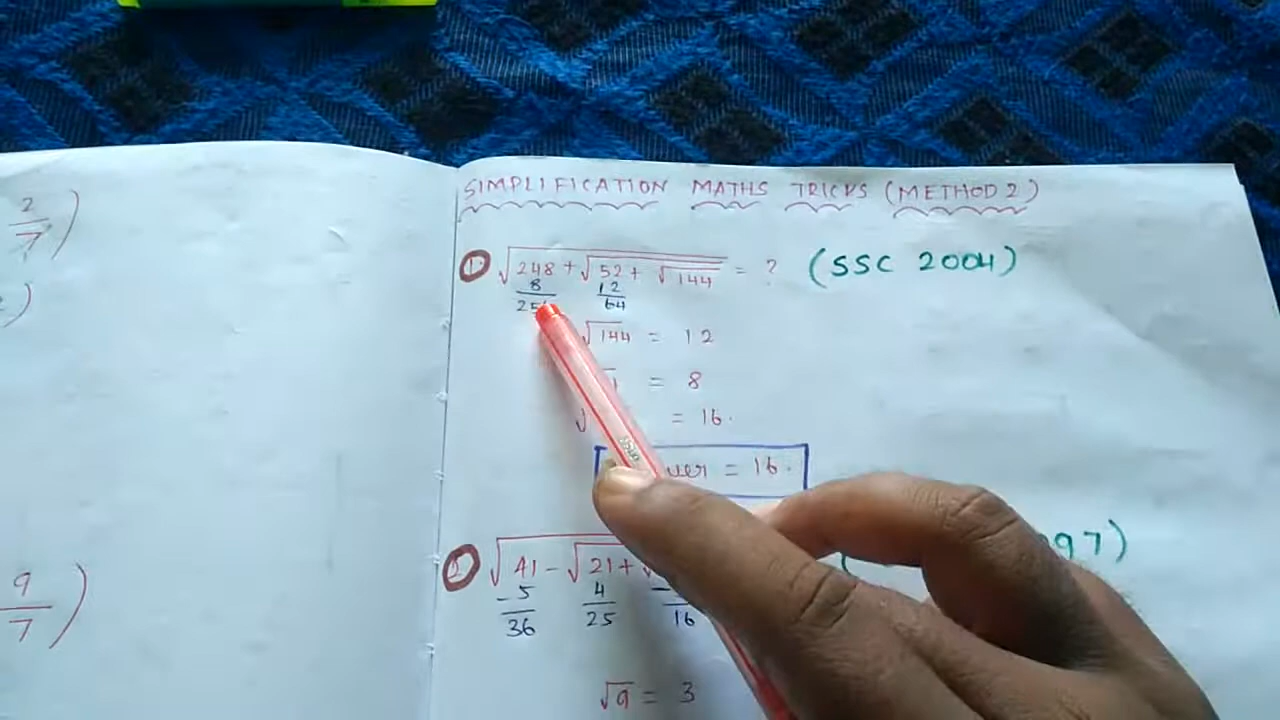 SIMPLIFICATION MATHS TRICKS (METHOD 2)
1. √248 + √52 + √144 = ? (SSC 2004)
8 12
25 64
√144 = 12
= 8
√ = 16.
= 16.
97)
2. √41 - √21 +
-5 4
36 25 16
√9 = 3
2/7)
)
9/7)